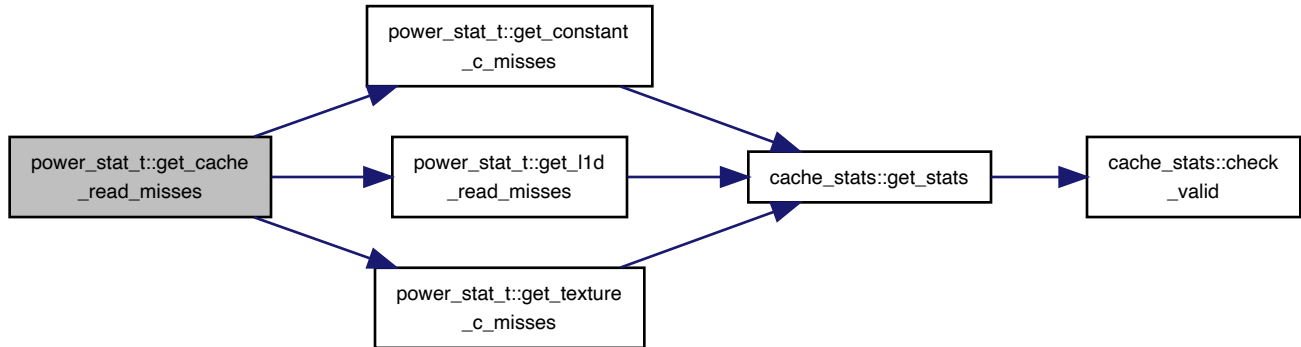 power_stat_t::get_constant
_c_misses
power_stat_t::get_cache
_read_misses
power_stat_t::get_l1d
_read_misses
cache_stats::get_stats
cache_stats::check
_valid
power_stat_t::get_texture
_c_misses